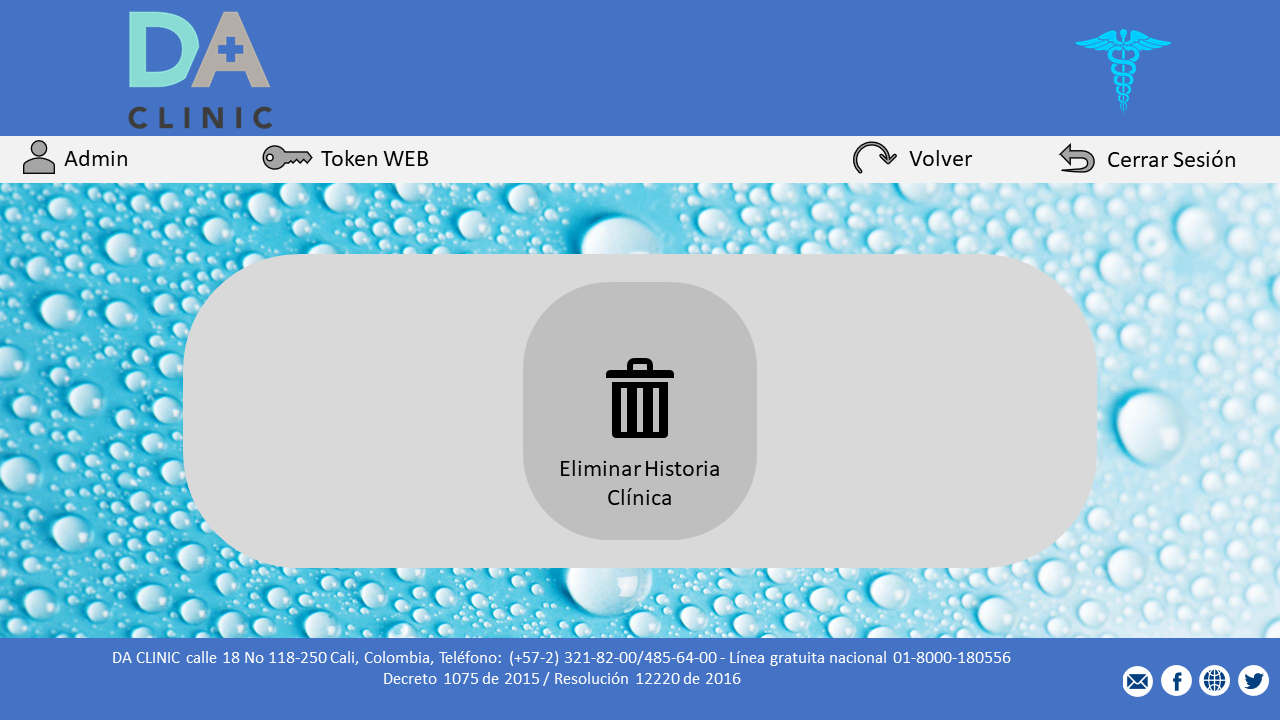 DA
CLINIC
Admin
Token WEB
Volver
Cerrar Sesión
Eliminar Historia
Clínica
DA CLINIC calle 18 No 118-250 Cali, Colombia, Teléfono: (+57-2) 321-82-00/485-64-00 - Línea gratuita nacional 01-8000-180556
Decreto 1075 de 2015 / Resolución 12220 de 2016